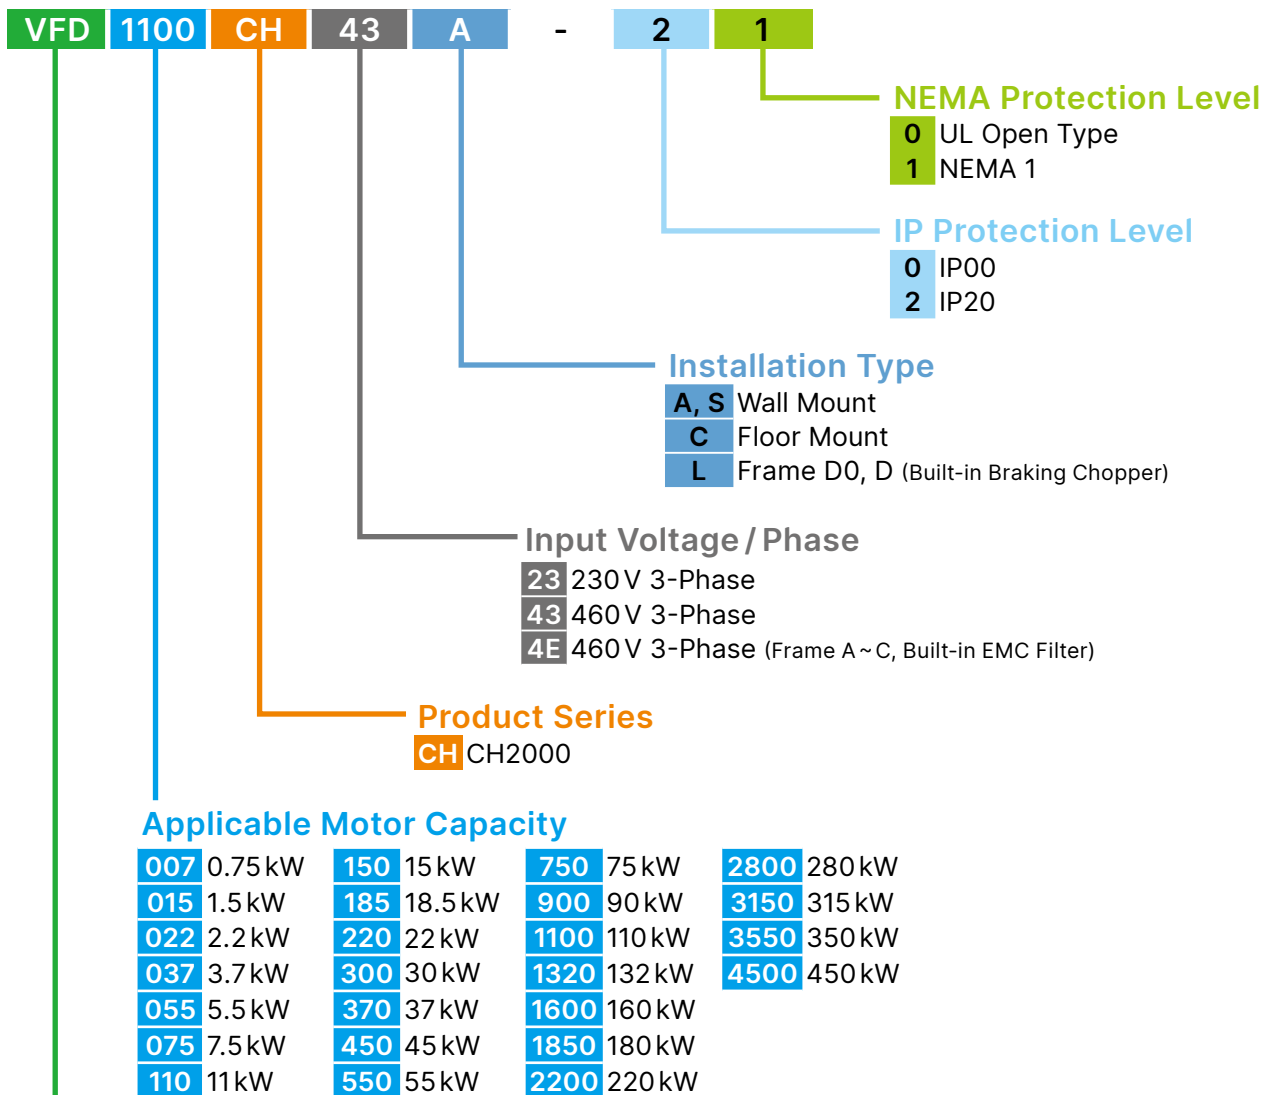 VFD 1100 CH 43 A - 2 1
NEMA Protection Level
0 UL Open Type
1 NEMA 1
IP Protection Level
0 IP00
2 IP20
Installation Type
A, S Wall Mount
C Floor Mount
L Frame D0, D (Built-in Braking Chopper)
Input Voltage / Phase
23 230 V 3-Phase
43 460 V 3-Phase
4E 460 V 3-Phase (Frame A ~ C, Built-in EMC Filter)
Product Series
CH CH2000
Applicable Motor Capacity
007 0.75 kW 150 15 kW 750 75 kW 2800 280 kW
015 1.5 kW 185 18.5 kW 900 90 kW 3150 315 kW
022 2.2 kW 220 22 kW 1100 110 kW 3550 350 kW
037 3.7 kW 300 30 kW 1320 132 kW 4500 450 kW
055 5.5 kW 370 37 kW 1600 160 kW
075 7.5 kW 450 45 kW 1850 180 kW
110 11 kW 550 55 kW 2200 220 kW